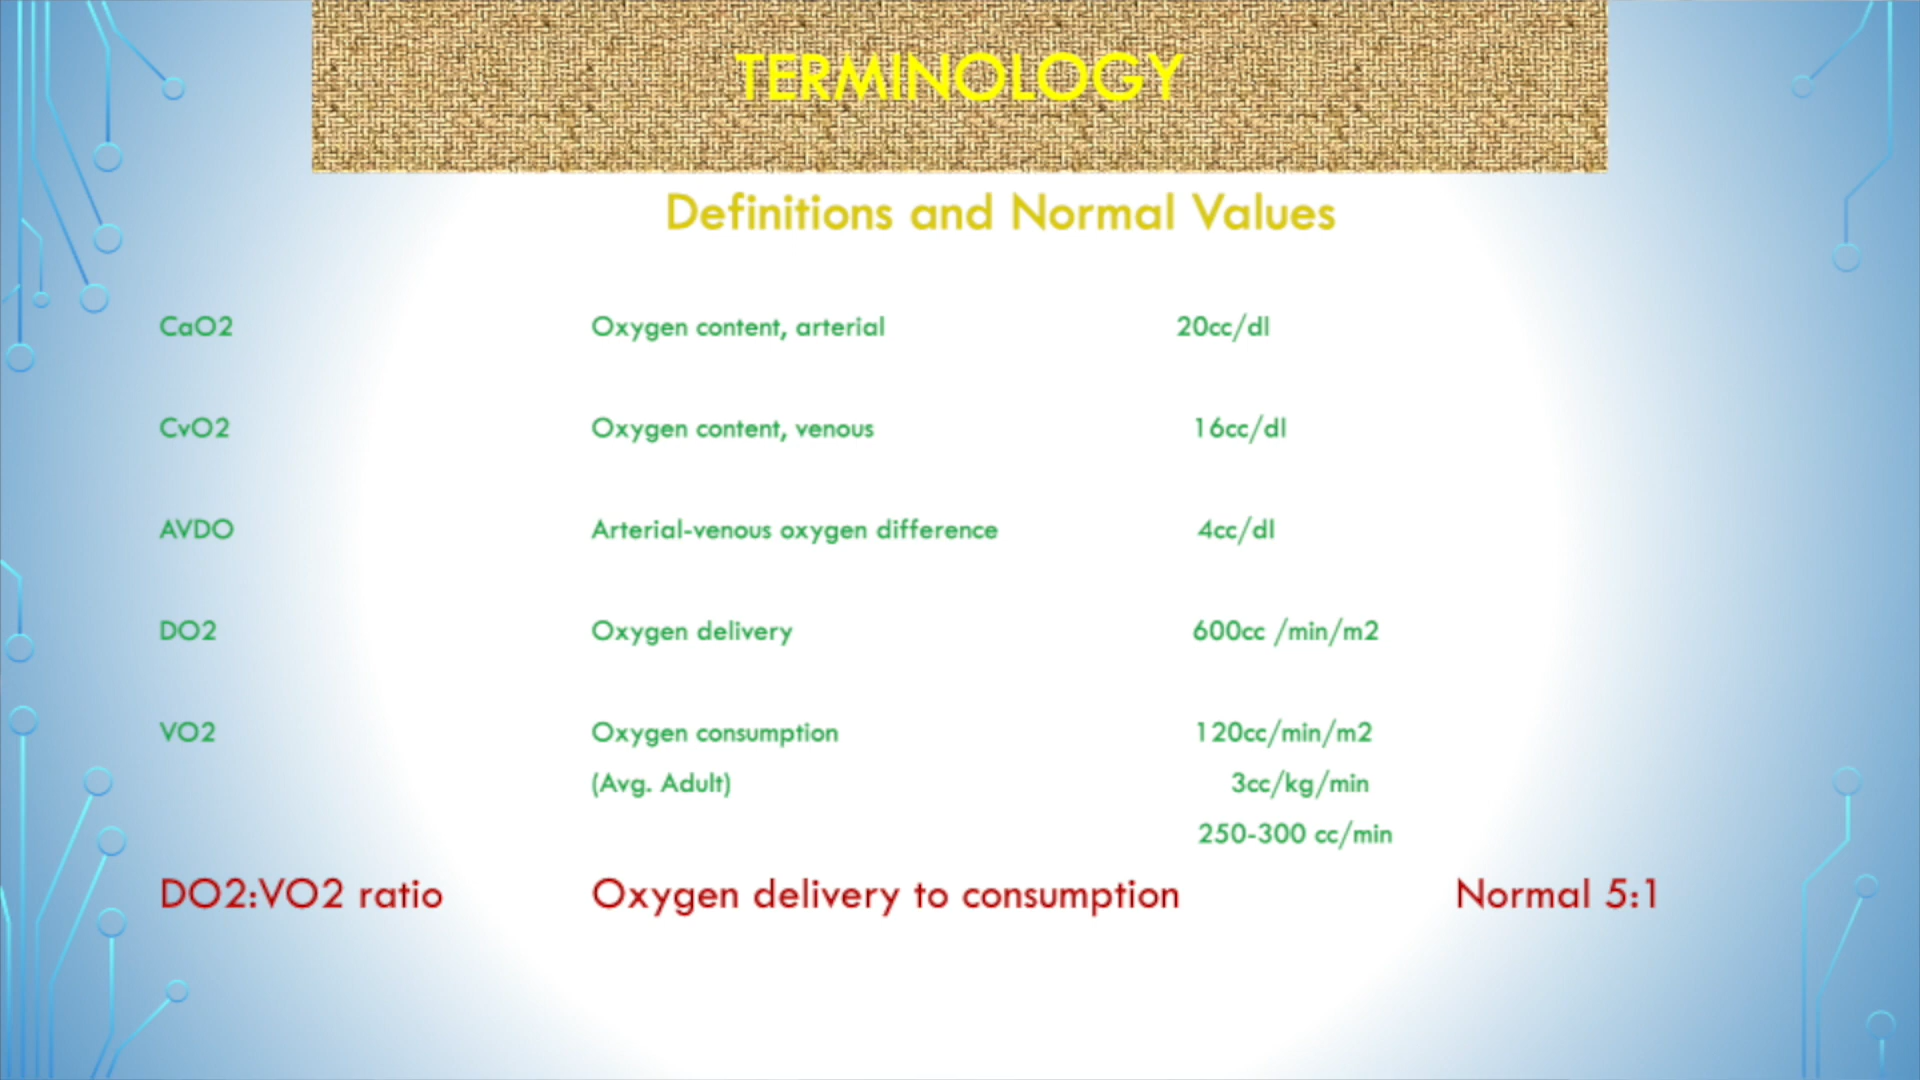 TERMINOLOGY
Definitions and Normal Values
CaO2 Oxygen content, arterial 20cc/dl
CvO2 Oxygen content, venous 16cc/dl
AVDO Arterial-venous oxygen difference 4cc/dl
DO2 Oxygen delivery 600cc /min/m2
VO2 Oxygen consumption 120cc/min/m2
(Avg. Adult) 3cc/kg/min
250-300 cc/min
DO2:VO2 ratio Oxygen delivery to consumption Normal 5:1